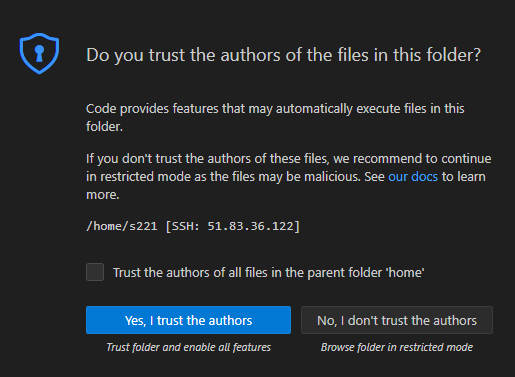 Do you trust the authors of the files in this folder?
Code provides features that may automatically execute files in this
folder.
If you don't trust the authors of these files, we recommend to continue
in restricted mode as the files may be malicious. See our docs to learn
more.
/home/s221 [SSH: 51.83.36.122]
Trust the authors of all files in the parent folder 'home'
Yes, I trust the authors
No, I don't trust the authors
Trust folder and enable all features
Browse folder in restricted mode